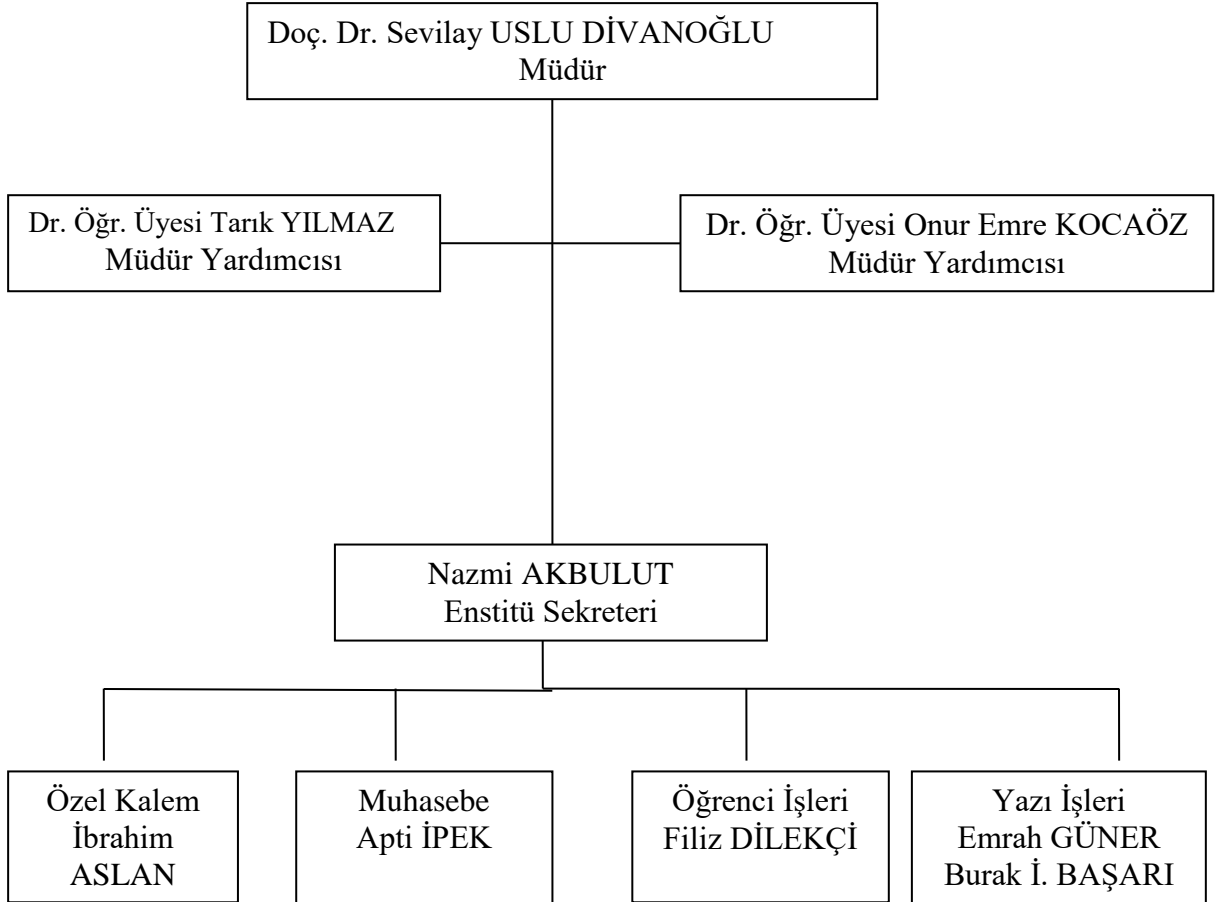 Doç. Dr. Sevilay USLU DİVANOĞLU
Müdür
Dr. Öğr. Üyesi Tarık YILMAZ
Müdür Yardımcısı
Dr. Öğr. Üyesi Onur Emre KOCAÖZ
Müdür Yardımcısı
Nazmi AKBULUT
Enstitü Sekreteri
Özel Kalem
İbrahim
ASLAN
Muhasebe
Apti İPEK
Öğrenci İşleri
Filiz DİLEKÇİ
Yazı İşleri
Emrah GÜNER
Burak İ. BAŞARI